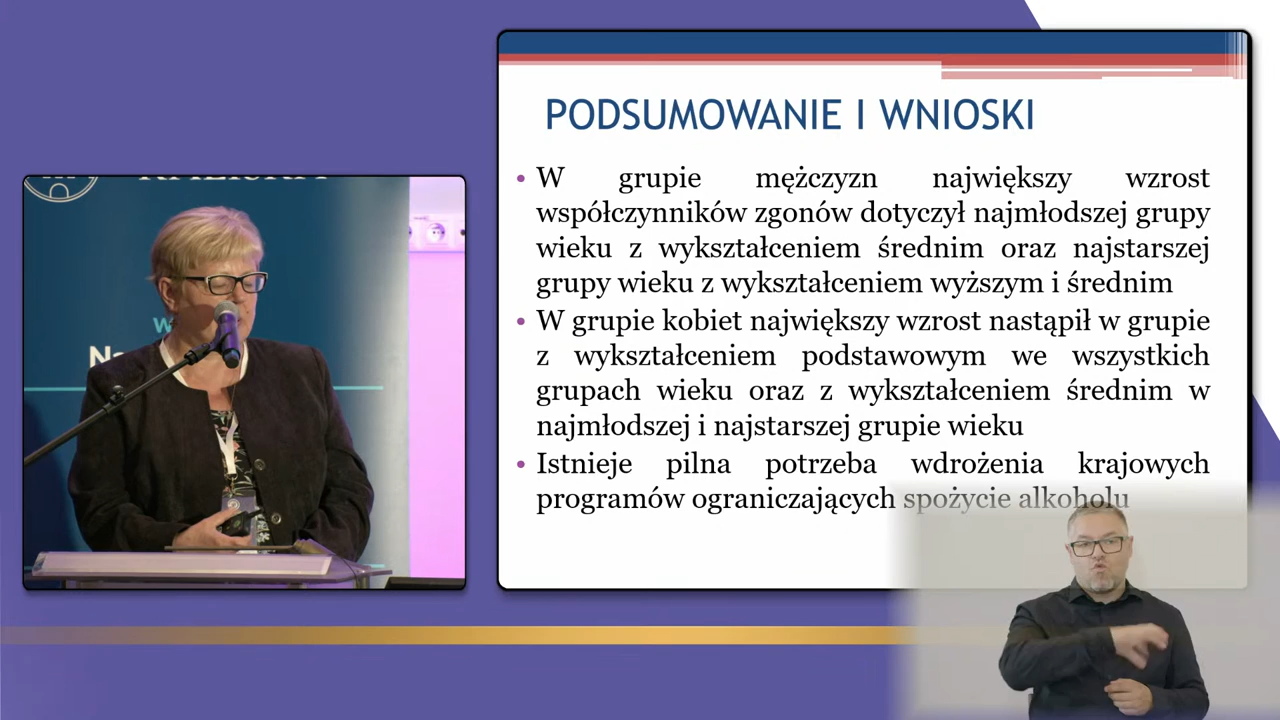 PODSUMOWANIE I WNIOSKI
• W grupie mężczyzn największy wzrost
współczynników zgonów dotyczył najmłodszej grupy
wieku z wykształceniem średnim oraz najstarszej
grupy wieku z wykształceniem wyższym i średnim
• W grupie kobiet największy wzrost nastąpił w grupie
z wykształceniem podstawowym we wszystkich
grupach wieku oraz z wykształceniem średnim w
najmłodszej i najstarszej grupie wieku
• Istnieje pilna potrzeba wdrożenia krajowych
programów ograniczających spożycie alkoholu